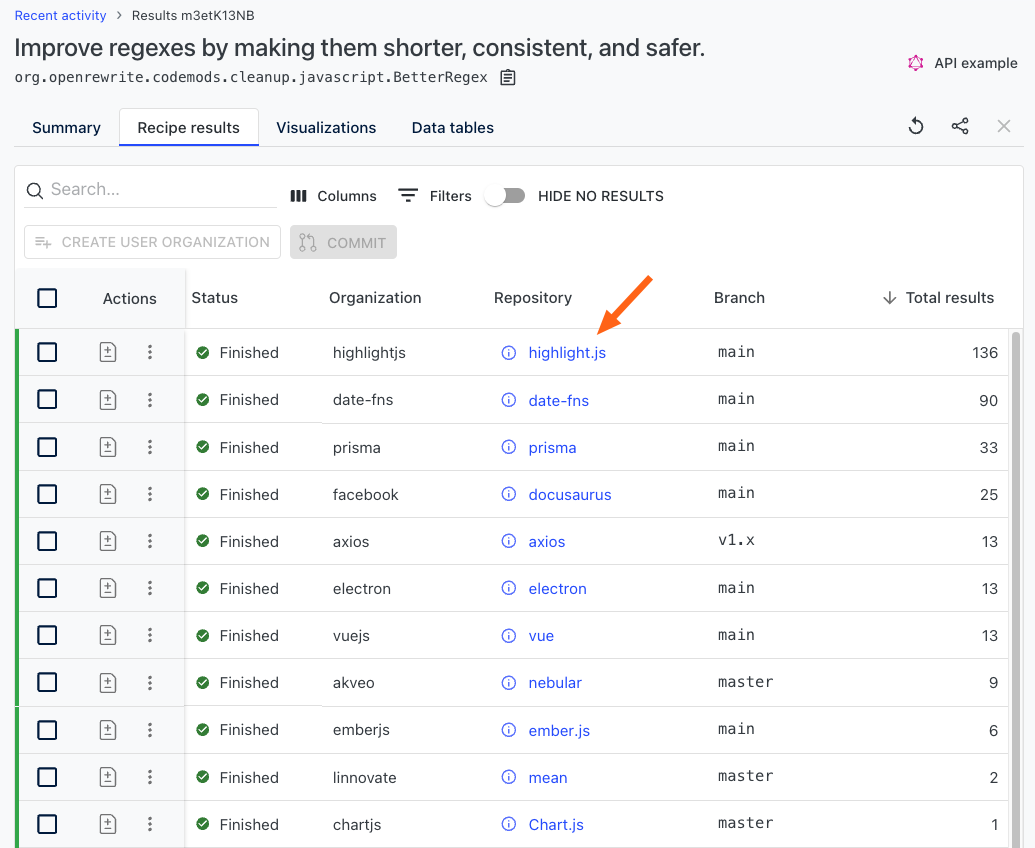 Recent activity > Results m3etK13NB
Improve regexes by making them shorter, consistent, and safer.
org.openrewrite.codemods.cleanup.javascript.BetterRegex
API example
Summary Recipe results Visualizations Data tables
Search... Columns Filters HIDE NO RESULTS
CREATE USER ORGANIZATION COMMIT
Actions Status Organization Repository Branch Total results
Finished highlightjs highlight.js main 136
Finished date-fns date-fns main 90
Finished prisma prisma main 33
Finished facebook docusaurus main 25
Finished axios axios v1.x 13
Finished electron electron main 13
Finished vuejs vue main 13
Finished akveo nebular master 9
Finished emberjs ember.js main 6
Finished linnovate mean master 2
Finished chartjs Chart.js master 1